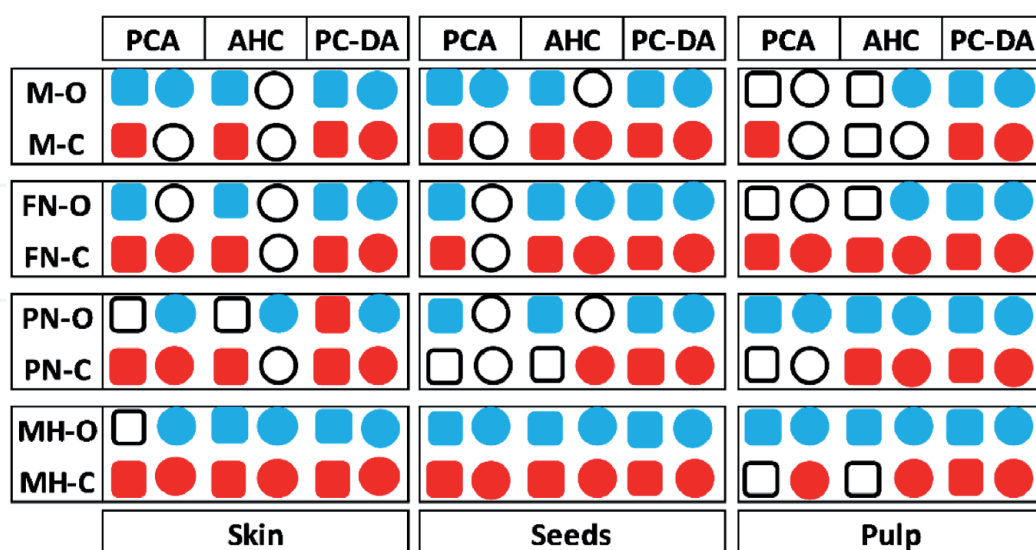 PCA AHC PC-DA PCA AHC PC-DA PCA AHC PC-DA
M-O
M-C
FN-O
FN-C
PN-O
PN-C
MH-O
MH-C
Skin Seeds Pulp